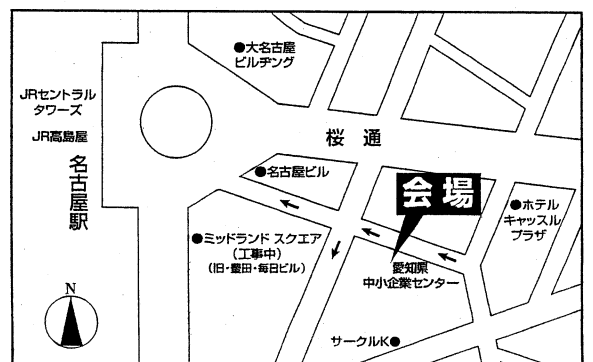 ●大名古屋
ビルヂング
JRセントラル
タワーズ
JR高島屋
名古屋駅
桜通
●名古屋ビル
会場
●ホテル
キャッスル
プラザ
●ミッドランド スクエア
(工事中)
(旧・豊田・毎日ビル)
愛知県
中小企業センター
N
サークルK●